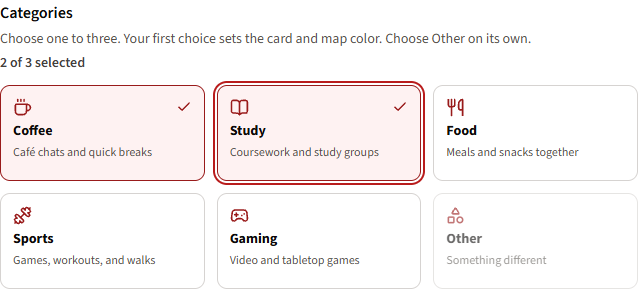 Categories
Choose one to three. Your first choice sets the card and map color. Choose Other on its own.
2 of 3 selected
Coffee
Café chats and quick breaks
Study
Coursework and study groups
Food
Meals and snacks together
Sports
Games, workouts, and walks
Gaming
Video and tabletop games
Other
Something different